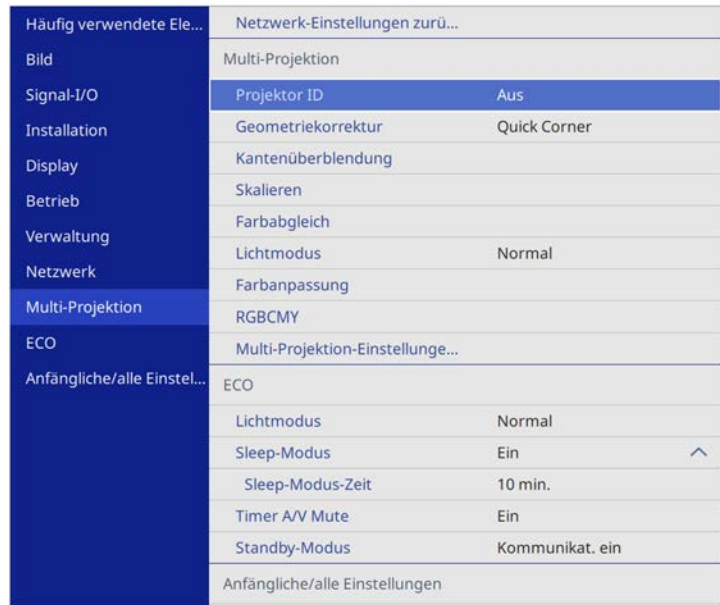 Häufig verwendete Ele...
Bild
Signal-I/O
Installation
Display
Betrieb
Verwaltung
Netzwerk
Multi-Projektion
ECO
Anfängliche/alle Einstel...
Netzwerk-Einstellungen zurü...
Multi-Projektion
Projektor ID Aus
Geometriekorrektur Quick Corner
Kantenüberblendung
Skalieren
Farbabgleich
Lichtmodus Normal
Farbanpassung
RGBCMY
Multi-Projektion-Einstellunge...
ECO
Lichtmodus Normal
Sleep-Modus Ein
Sleep-Modus-Zeit 10 min.
Timer A/V Mute Ein
Standby-Modus Kommunikat. ein
Anfängliche/alle Einstellungen